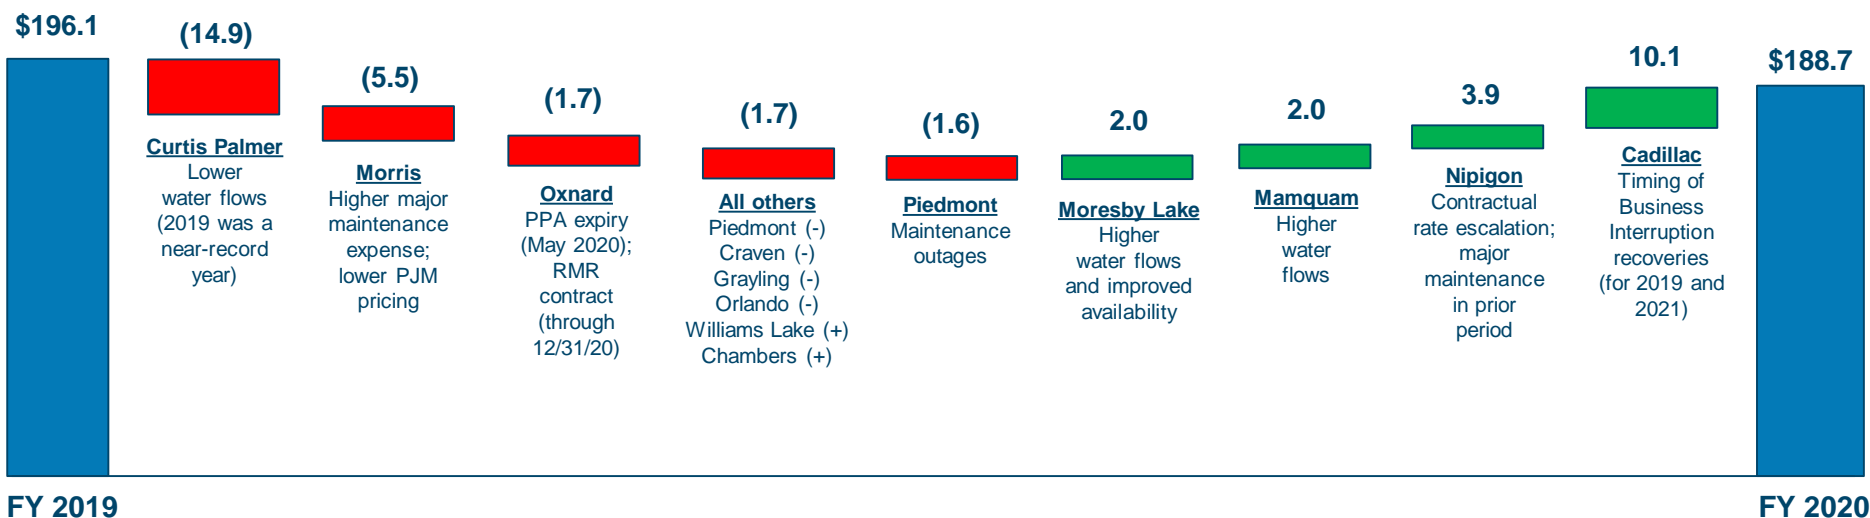 $196.1
(14.9)
Curtis Palmer
Lower
water flows
(2019 was a
near-record
year)
(5.5)
Morris
Higher major
maintenance
expense;
lower PJM
pricing
(1.7)
Oxnard
PPA expiry
(May 2020);
RMR
contract
(through
12/31/20)
(1.7)
All others
Piedmont (-)
Craven (-)
Grayling (-)
Orlando (-)
Williams Lake (+)
Chambers (+)
(1.6)
Piedmont
Maintenance
outages
2.0
Moresby Lake
Higher
water flows
and improved
availability
2.0
Mamquam
Higher
water
flows
3.9
Nipigon
Contractual
rate escalation;
major
maintenance
in prior
period
10.1
Cadillac
Timing of
Business
Interruption
recoveries
(for 2019 and
2021)
$188.7
FY 2019
FY 2020